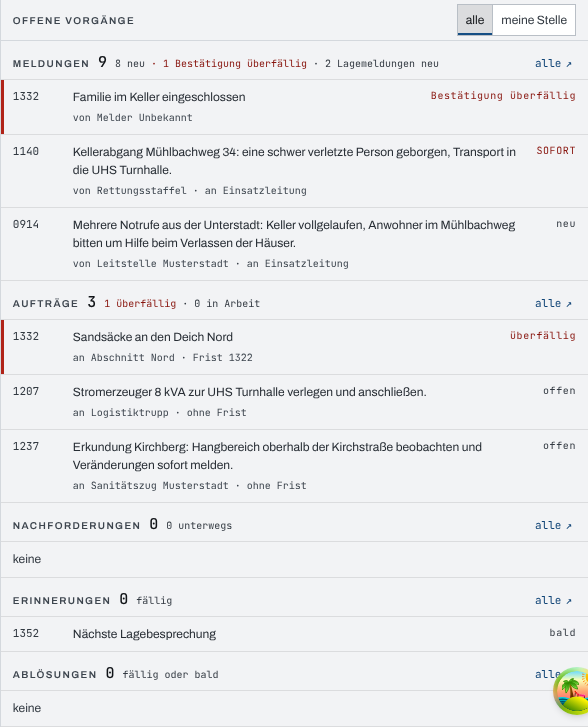 OFFENE VORGÄNGE alle meine Stelle
MELDUNGEN 9 8 neu · 1 Bestätigung überfällig · 2 Lagemeldungen neu alle ↗
1332 Familie im Keller eingeschlossen Bestätigung überfällig
von Melder Unbekannt
1140 Kellerabgang Mühlbachweg 34: eine schwer verletzte Person geborgen, Transport in SOFORT
die UHS Turnhalle.
von Rettungsstaffel · an Einsatzleitung
0914 Mehrere Notrufe aus der Unterstadt: Keller vollgelaufen, Anwohner im Mühlbachweg neu
bitten um Hilfe beim Verlassen der Häuser.
von Leitstelle Musterstadt · an Einsatzleitung
AUFTRÄGE 3 1 überfällig · 0 in Arbeit alle ↗
1332 Sandsäcke an den Deich Nord überfällig
an Abschnitt Nord · Frist 1322
1207 Stromerzeuger 8 kVA zur UHS Turnhalle verlegen und anschließen. offen
an Logistiktrupp · ohne Frist
1237 Erkundung Kirchberg: Hangbereich oberhalb der Kirchstraße beobachten und offen
Veränderungen sofort melden.
an Sanitätszug Musterstadt · ohne Frist
NACHFORDERUNGEN 0 0 unterwegs alle ↗
keine
ERINNERUNGEN 0 fällig alle ↗
1352 Nächste Lagebesprechung bald
ABLÖSUNGEN 0 fällig oder bald alle
keine